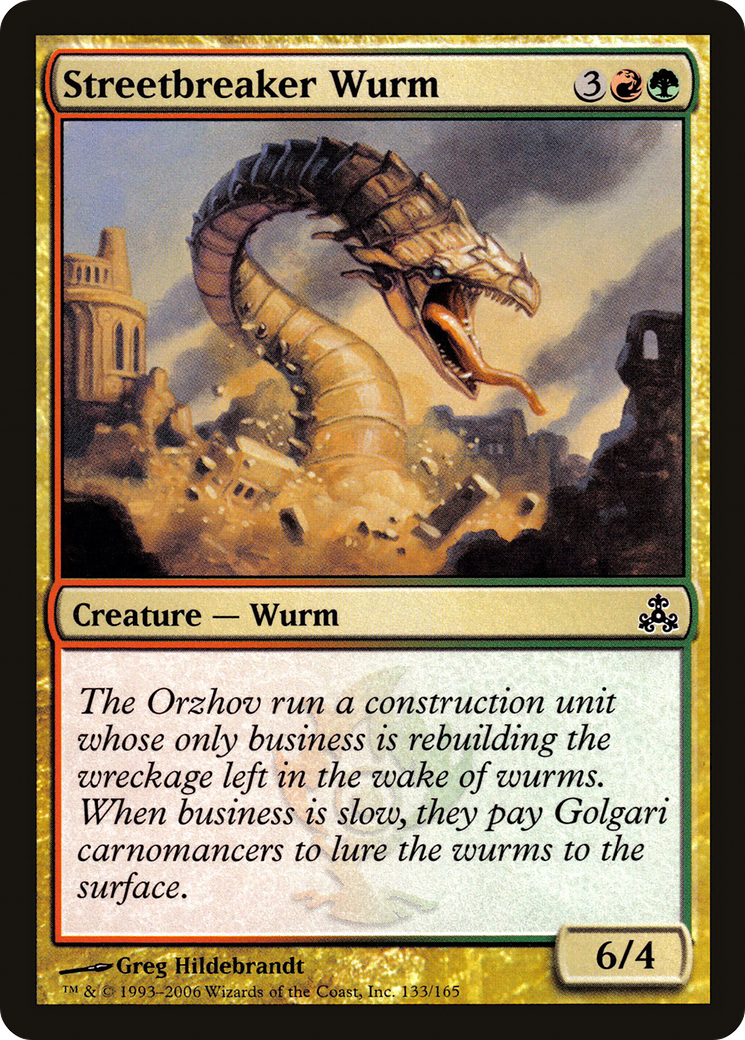 Streetbreaker Wurm 3
Creature — Wurm
The Orzhov run a construction unit
whose only business is rebuilding the
wreckage left in the wake of wurms.
When business is slow, they pay Golgari
carnomancers to lure the wurms to the
surface.
6/4
Greg Hildebrandt
™ & © 1993–2006 Wizards of the Coast, Inc. 133/165